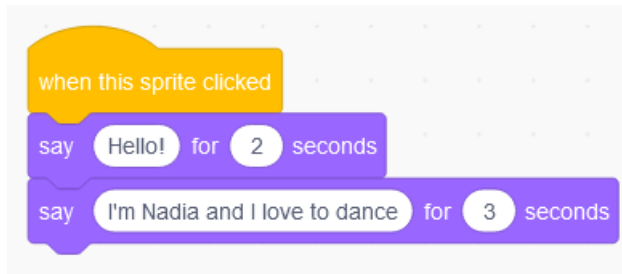 when this sprite clicked
say Hello! for 2 seconds
say I'm Nadia and I love to dance for 3 seconds